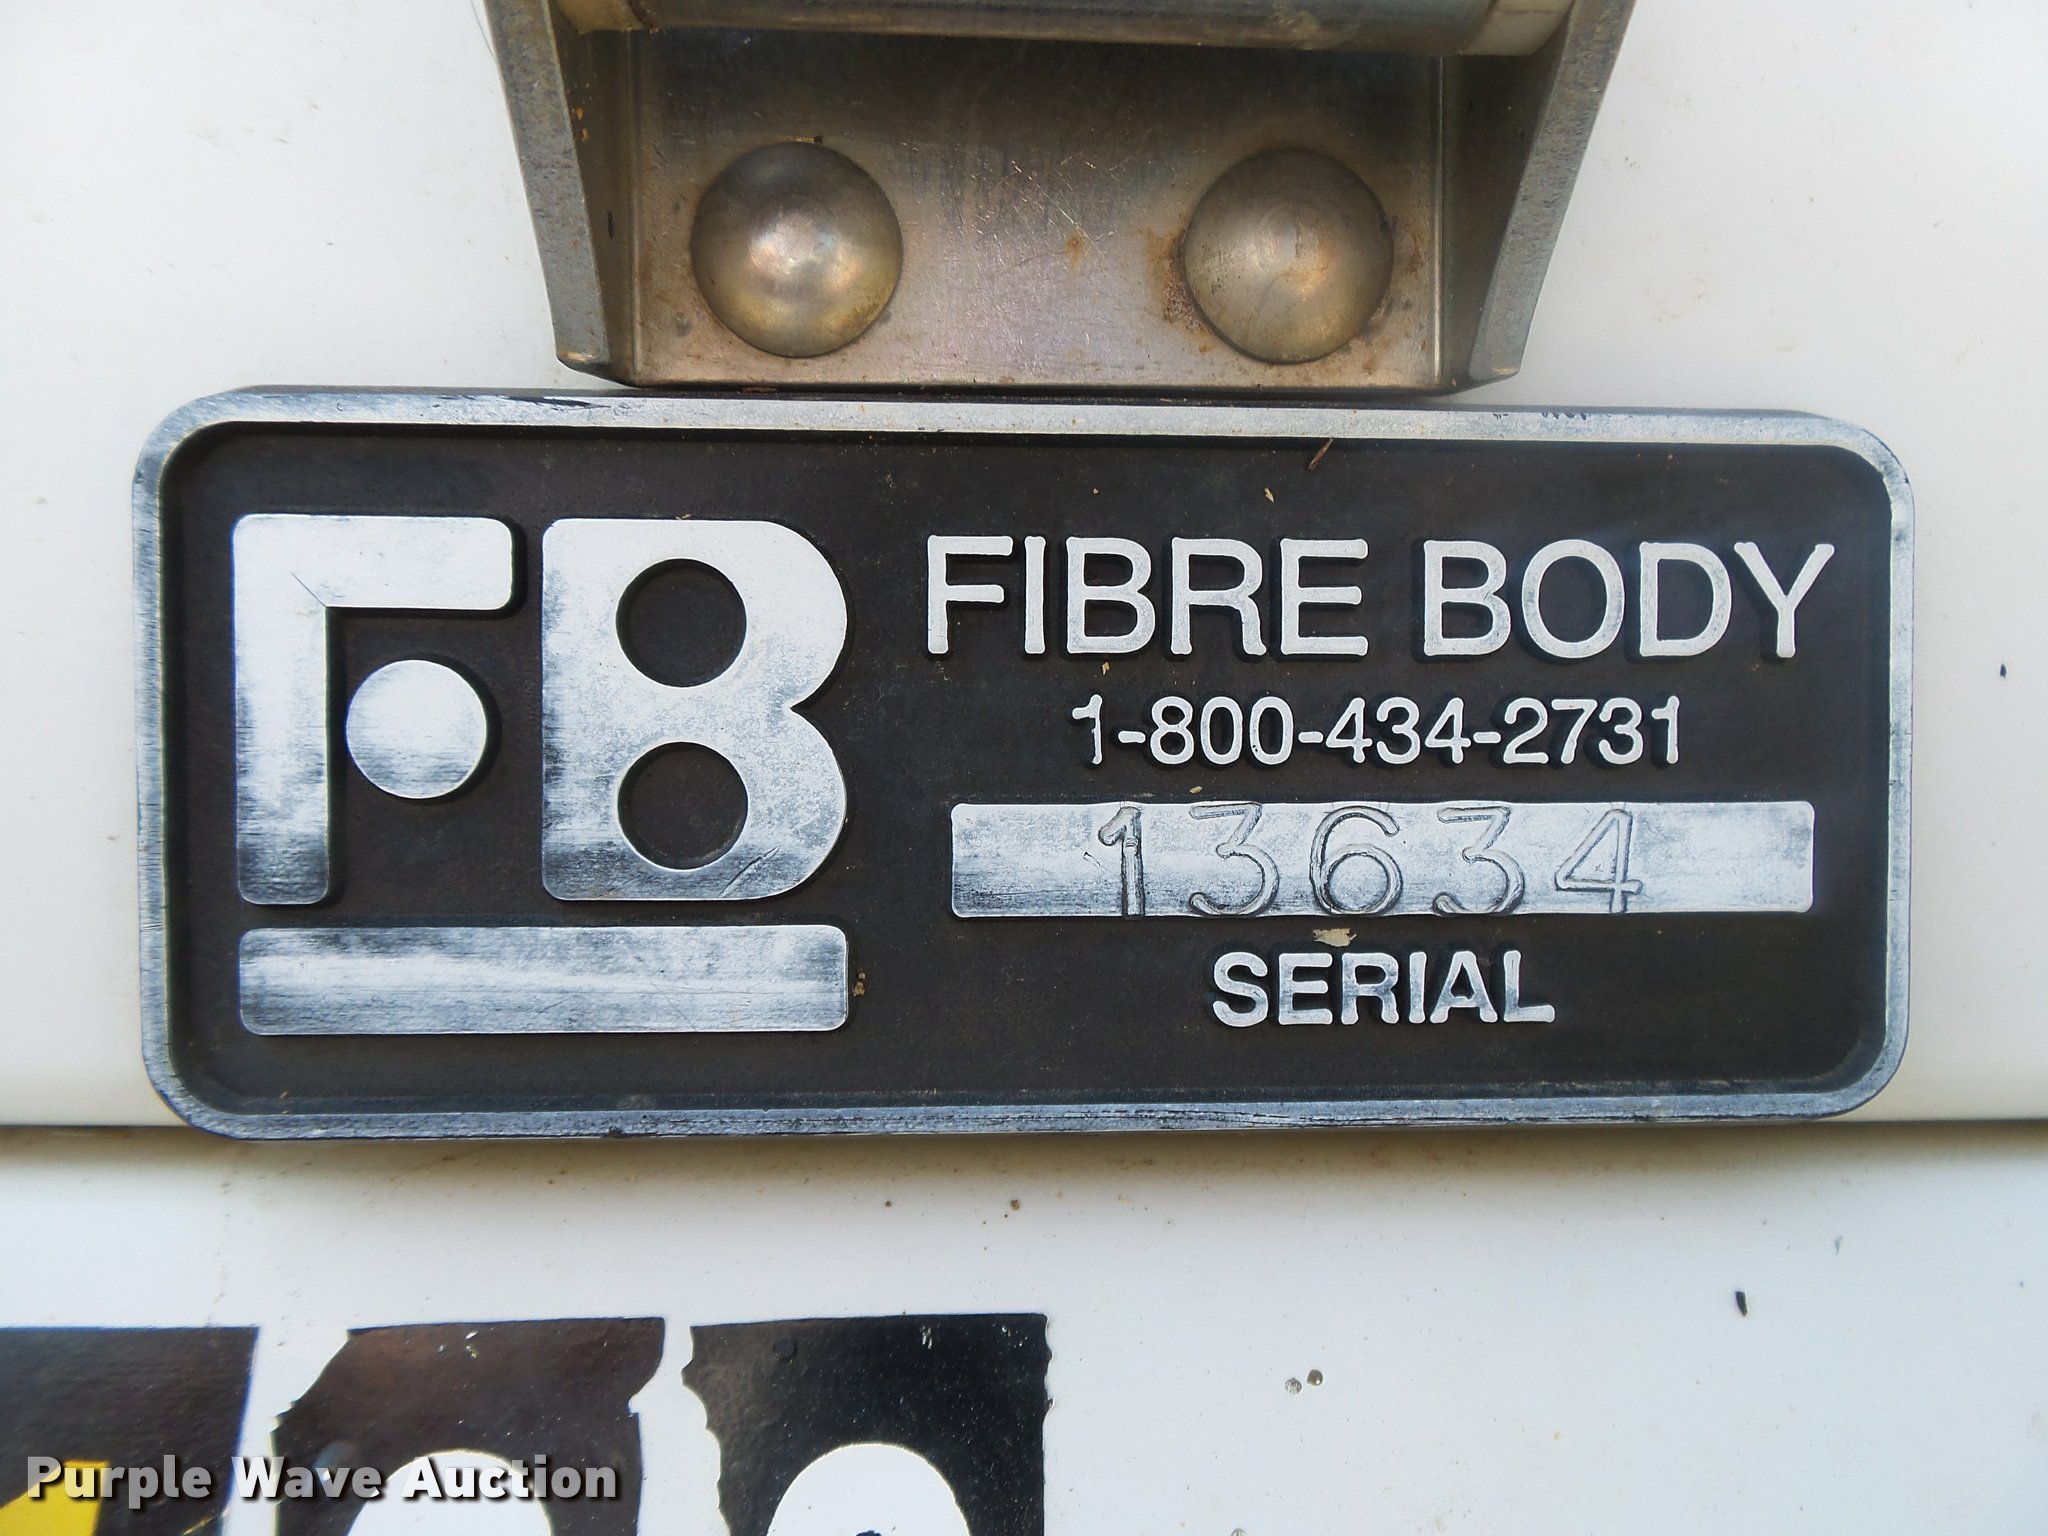 FB
FIBRE BODY
1-800-434-2731
13634
SERIAL
Purple Wave Auction